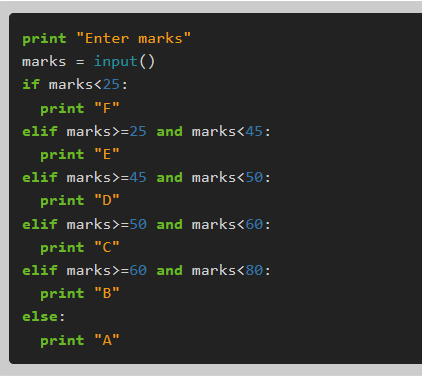 print "Enter marks"
marks = input()
if marks<25:
  print "F"
elif marks>=25 and marks<45:
  print "E"
elif marks>=45 and marks<50:
  print "D"
elif marks>=50 and marks<60:
  print "C"
elif marks>=60 and marks<80:
  print "B"
else:
  print "A"